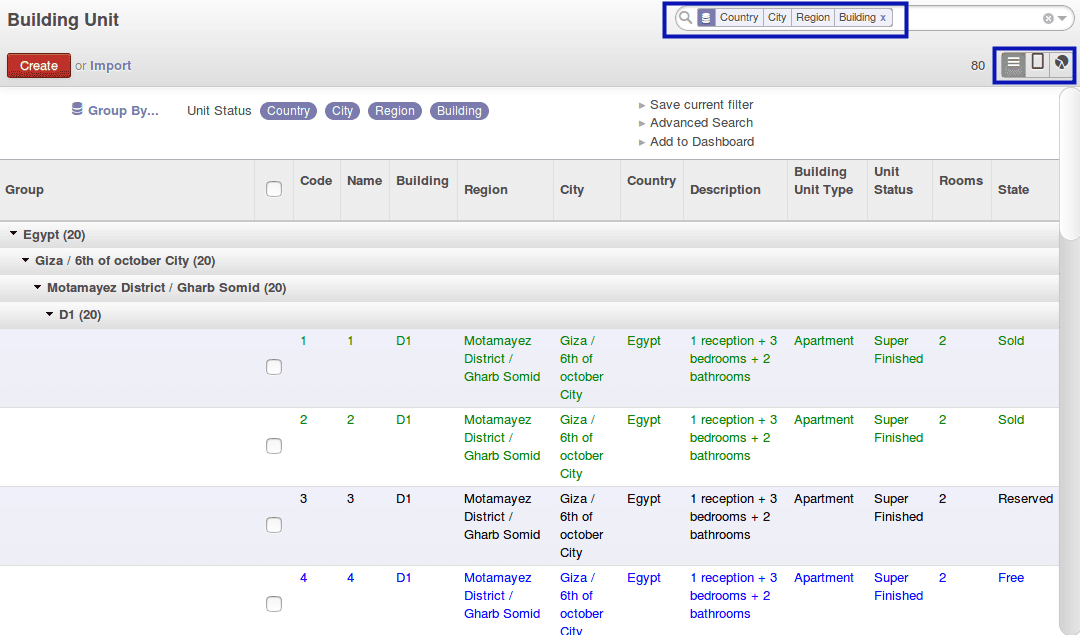 Building Unit
Country City Region Building x
Create or Import
80
Group By...
Unit Status Country City Region Building
Save current filter
Advanced Search
Add to Dashboard
Group Code Name Building Region City Country Description Building Unit Type Unit Status Rooms State
Egypt (20)
Giza / 6th of october City (20)
Motamayez District / Gharb Somid (20)
D1 (20)
1 1 D1 Motamayez Giza / Egypt 1 reception + 3 Apartment Super 2 Sold
District / 6th of bedrooms + 2 Finished
Gharb Somid october bathrooms
City
2 2 D1 Motamayez Giza / Egypt 1 reception + 3 Apartment Super 2 Sold
District / 6th of bedrooms + 2 Finished
Gharb Somid october bathrooms
City
3 3 D1 Motamayez Giza / Egypt 1 reception + 3 Apartment Super 2 Reserved
District / 6th of bedrooms + 2 Finished
Gharb Somid october bathrooms
City
4 4 D1 Motamayez Giza / Egypt 1 reception + 3 Apartment Super 2 Free
District / 6th of bedrooms + 2 Finished
Gharb Somid october bathrooms
City